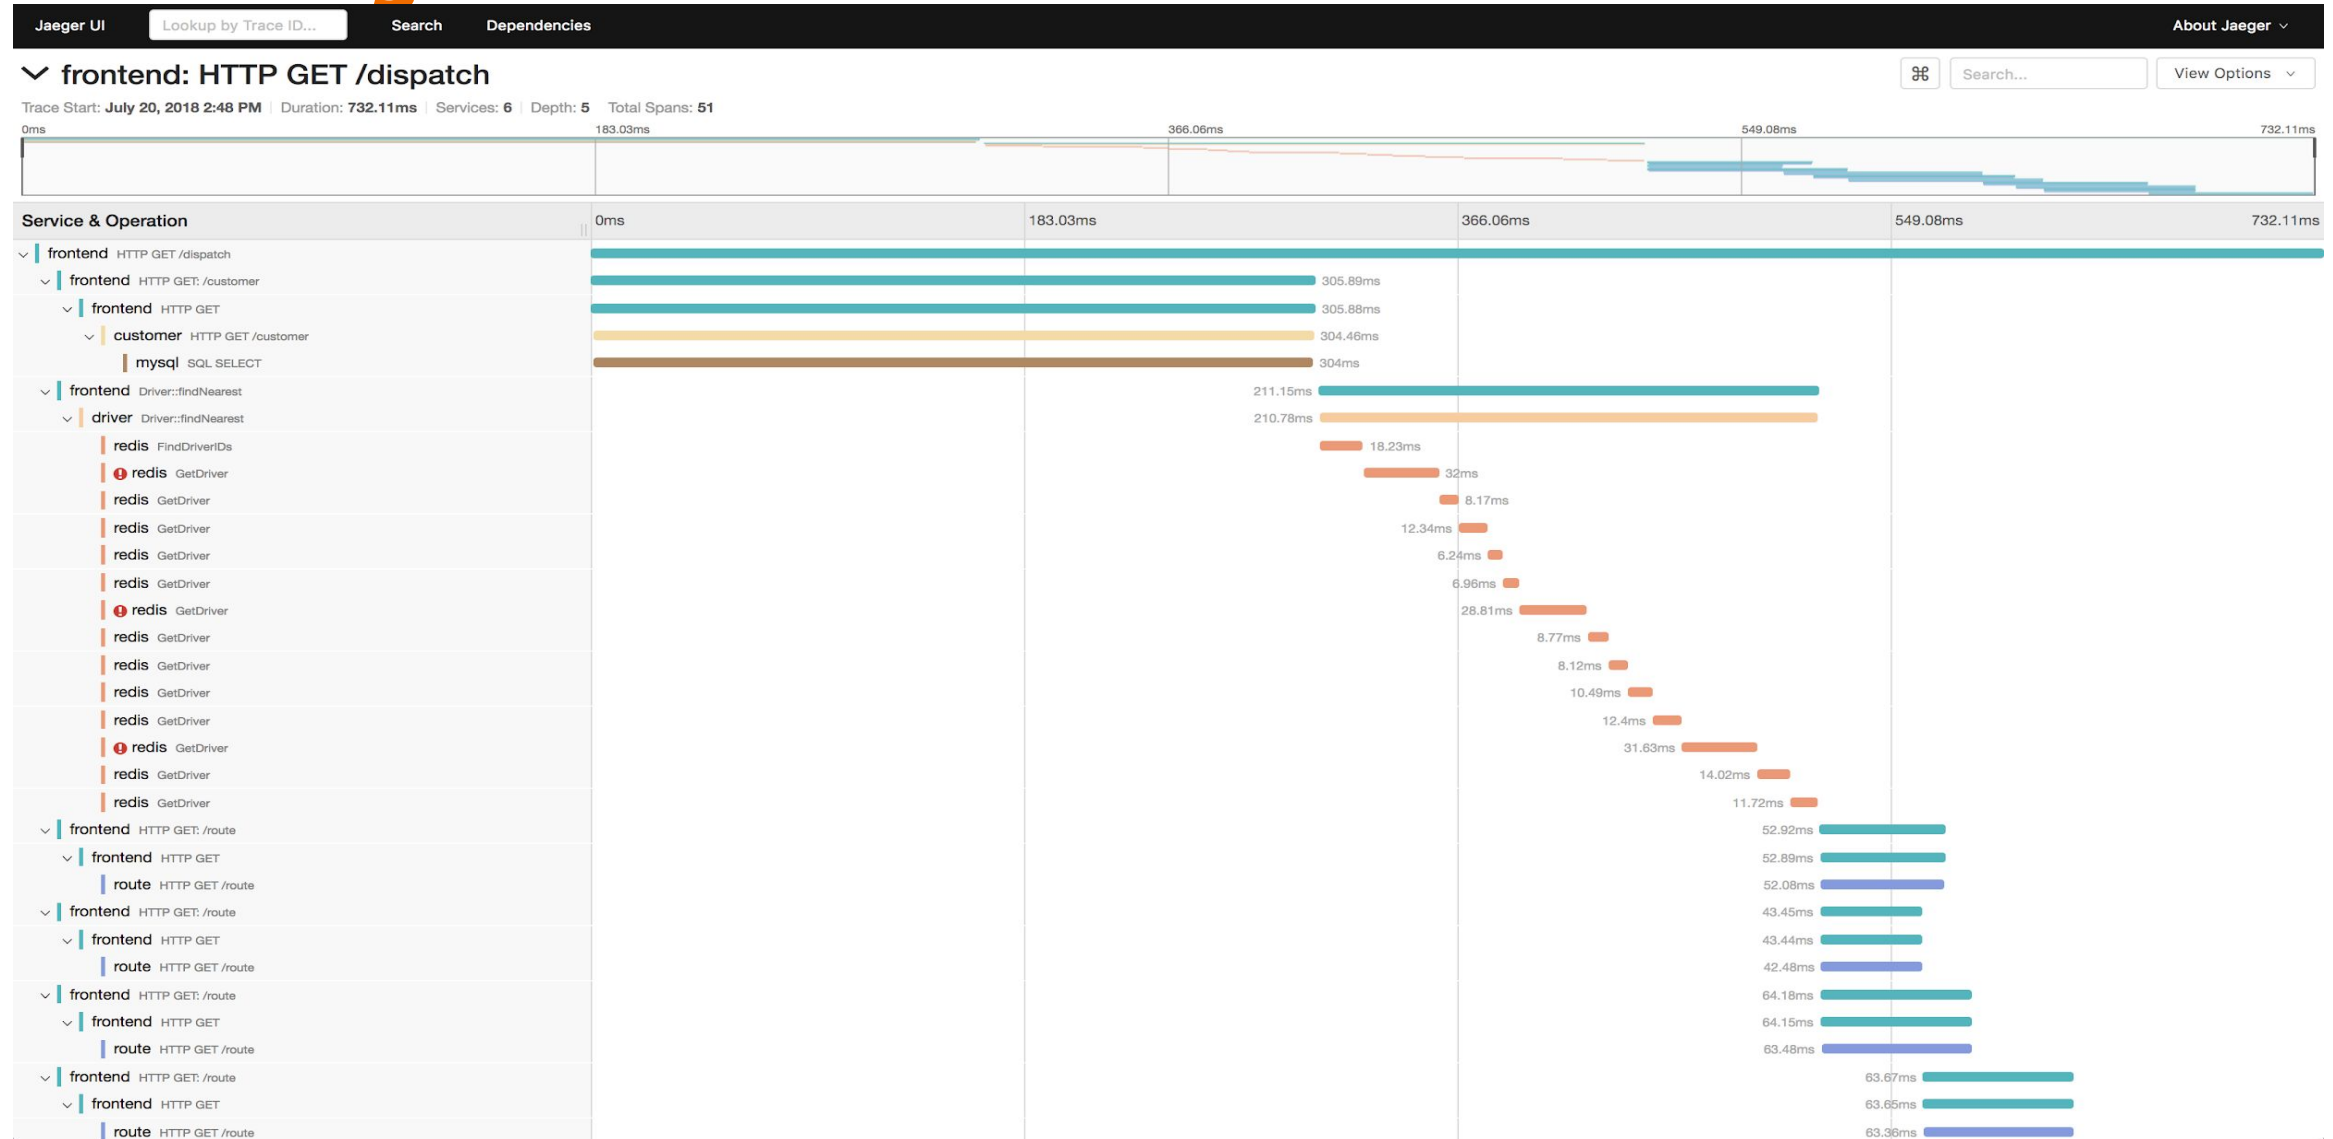 Jaeger UI Lookup by Trace ID... Search Dependencies About Jaeger
frontend: HTTP GET /dispatch ⌘ Search... View Options
Trace Start: July 20, 2018 2:48 PM Duration: 732.11ms Services: 6 Depth: 5 Total Spans: 51
0ms 183.03ms 366.06ms 549.08ms 732.11ms
Service & Operation 0ms 183.03ms 366.06ms 549.08ms 732.11ms
frontend HTTP GET /dispatch
frontend HTTP GET: /customer 305.89ms
frontend HTTP GET 305.88ms
customer HTTP GET /customer 304.46ms
mysql SQL SELECT 304ms
frontend Driver::findNearest 211.15ms
driver Driver::findNearest 210.78ms
redis FindDriverIDs 18.23ms
redis GetDriver 32ms
redis GetDriver 8.17ms
redis GetDriver 12.34ms
redis GetDriver 6.24ms
redis GetDriver 6.96ms
redis GetDriver 28.81ms
redis GetDriver 8.77ms
redis GetDriver 8.12ms
redis GetDriver 10.49ms
redis GetDriver 12.4ms
redis GetDriver 31.63ms
redis GetDriver 14.02ms
redis GetDriver 11.72ms
frontend HTTP GET: /route 52.92ms
frontend HTTP GET 52.89ms
route HTTP GET /route 52.08ms
frontend HTTP GET: /route 43.45ms
frontend HTTP GET 43.44ms
route HTTP GET /route 42.48ms
frontend HTTP GET: /route 64.18ms
frontend HTTP GET 64.15ms
route HTTP GET /route 63.48ms
frontend HTTP GET: /route 63.67ms
frontend HTTP GET 63.65ms
route HTTP GET /route 63.36ms